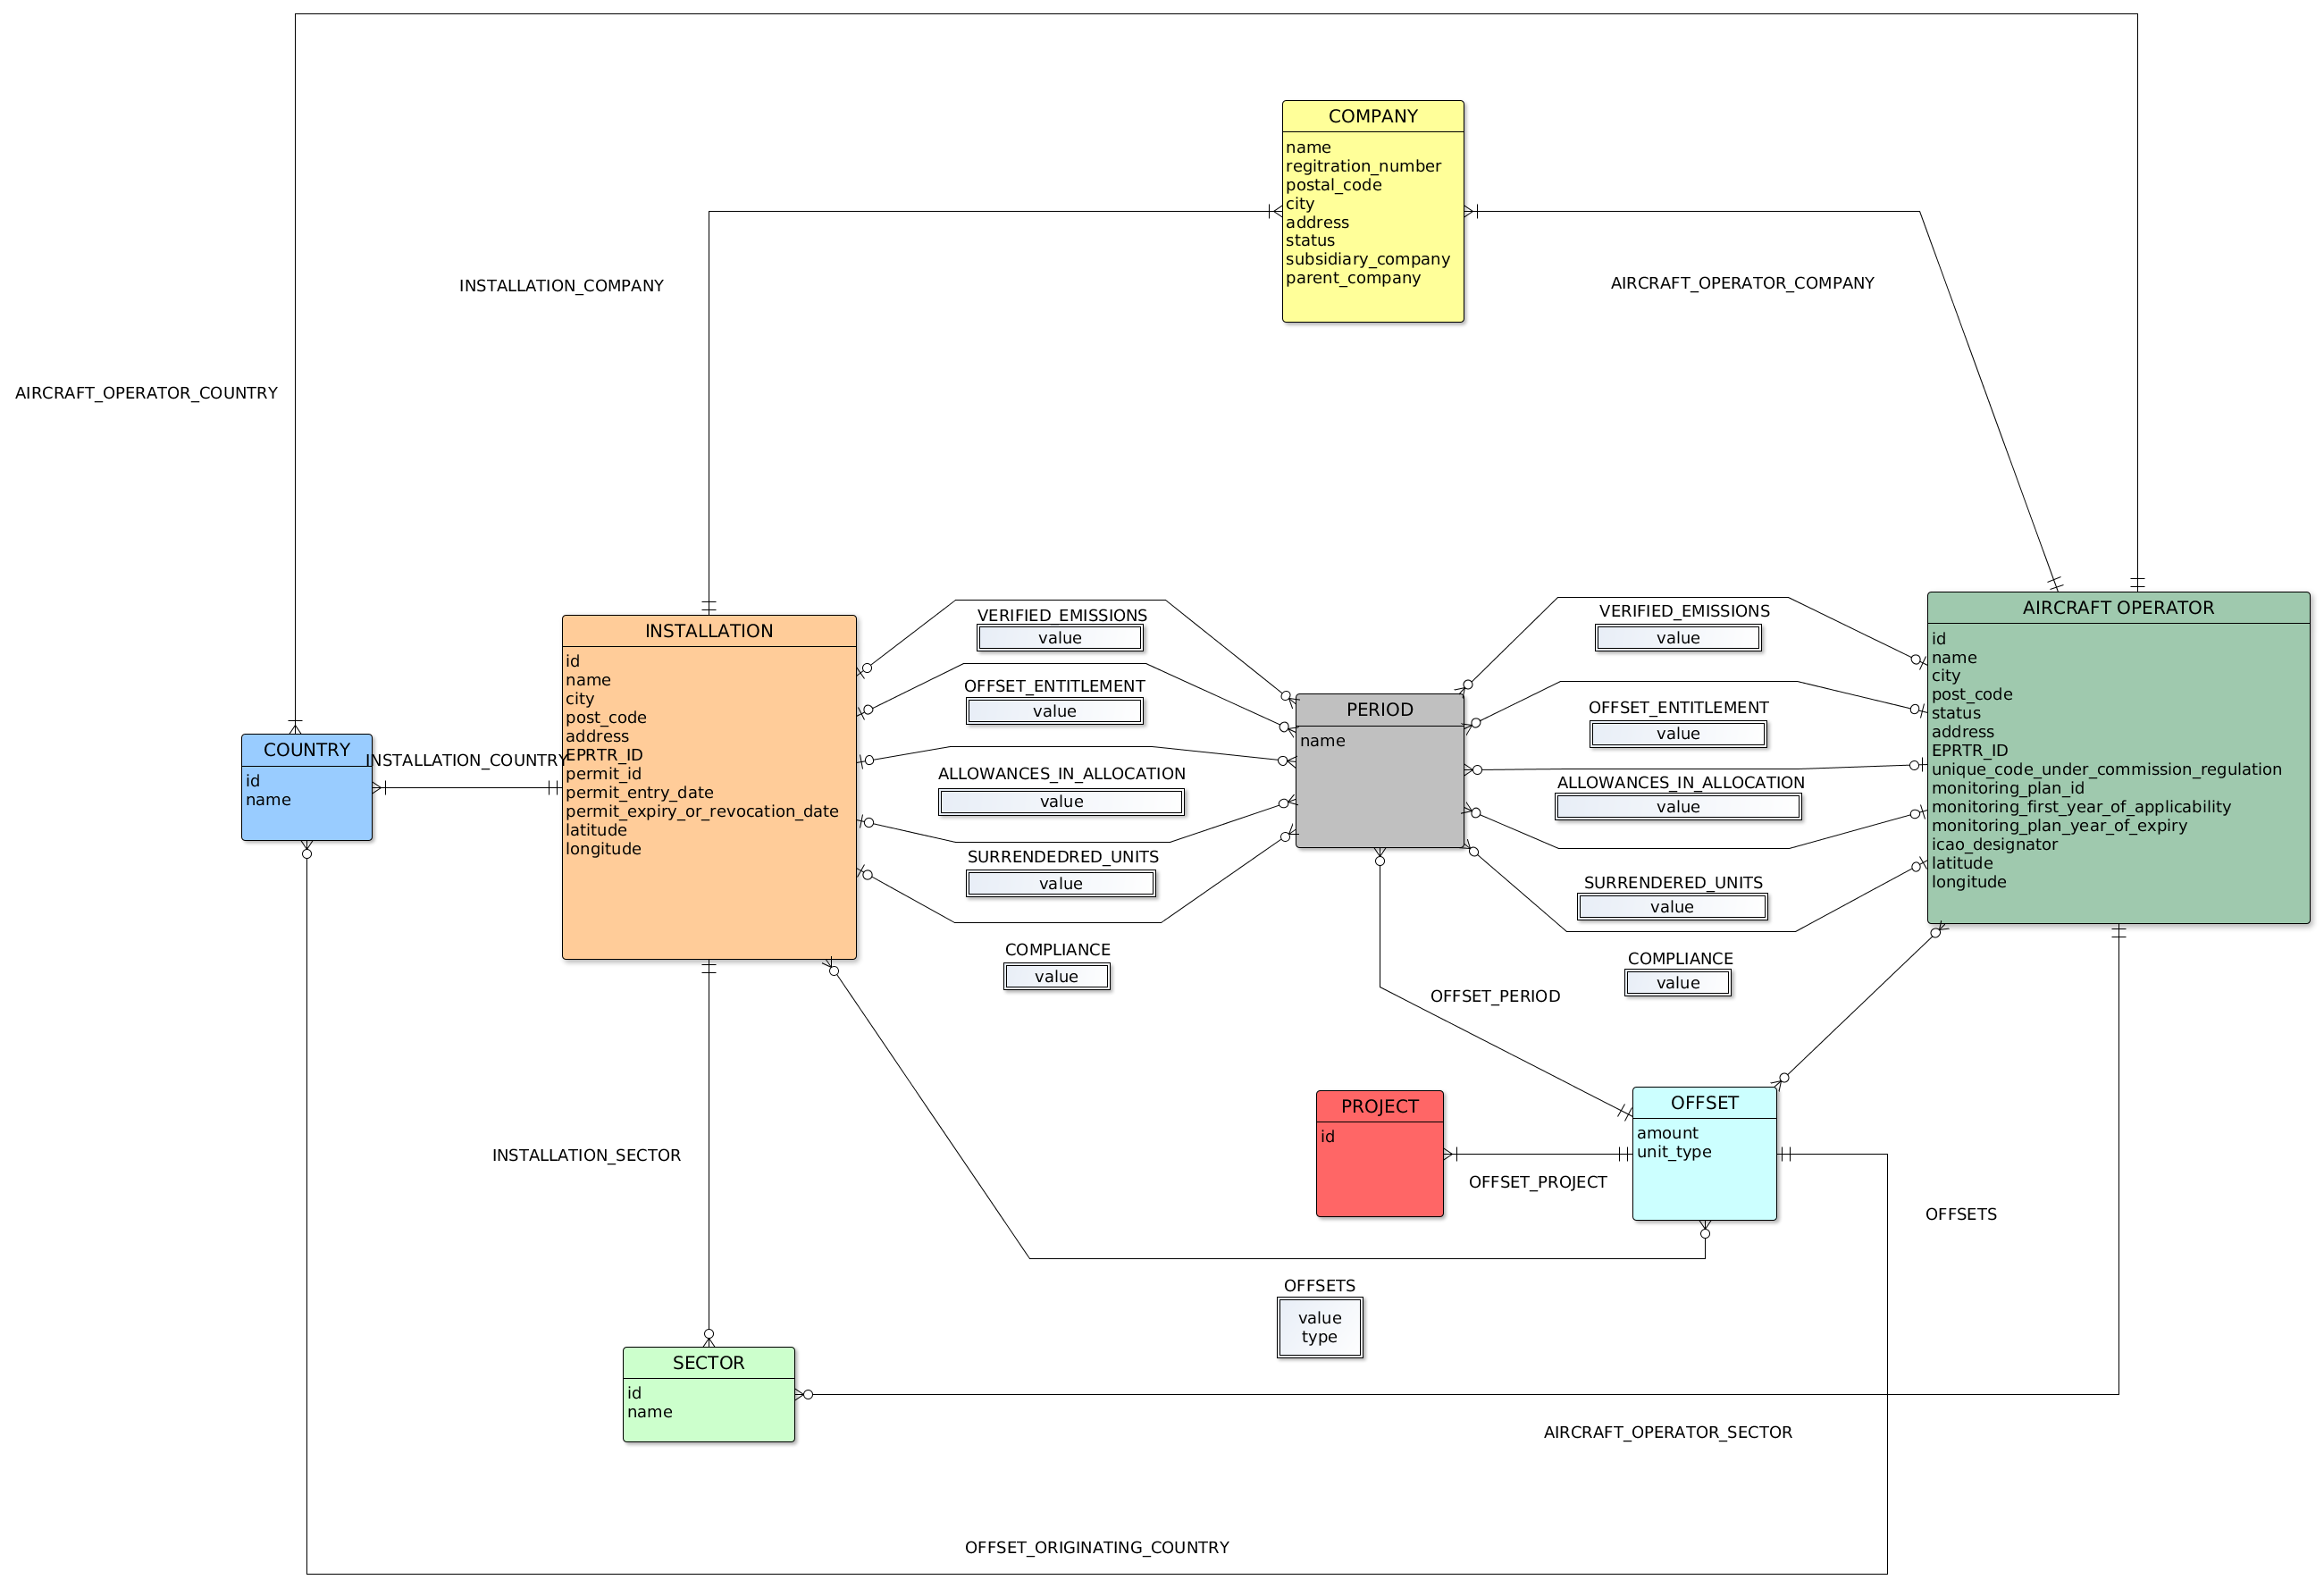 COMPANY
name
regitration_number
postal_code
city
address
status
subsidiary_company
parent_company
INSTALLATION_COMPANY
AIRCRAFT_OPERATOR_COMPANY
AIRCRAFT_OPERATOR_COUNTRY
INSTALLATION
id
name
city
post_code
address
EPRTR_ID
permit_id
permit_entry_date
permit_expiry_or_revocation_date
latitude
longitude
VERIFIED_EMISSIONS
value
OFFSET_ENTITLEMENT
value
ALLOWANCES_IN_ALLOCATION
value
SURRENDEDRED_UNITS
value
COMPLIANCE
value
PERIOD
name
VERIFIED_EMISSIONS
value
OFFSET_ENTITLEMENT
value
ALLOWANCES_IN_ALLOCATION
value
SURRENDERED_UNITS
value
COMPLIANCE
value
AIRCRAFT OPERATOR
id
name
city
post_code
status
address
EPRTR_ID
unique_code_under_commission_regulation
monitoring_plan_id
monitoring_first_year_of_applicability
monitoring_plan_year_of_expiry
icao_designator
latitude
longitude
COUNTRY
id
name
INSTALLATION_COUNTRY
OFFSET_PERIOD
PROJECT
id
OFFSET_PROJECT
OFFSET
amount
unit_type
INSTALLATION_SECTOR
OFFSETS
OFFSETS
value
type
SECTOR
id
name
AIRCRAFT_OPERATOR_SECTOR
OFFSET_ORIGINATING_COUNTRY